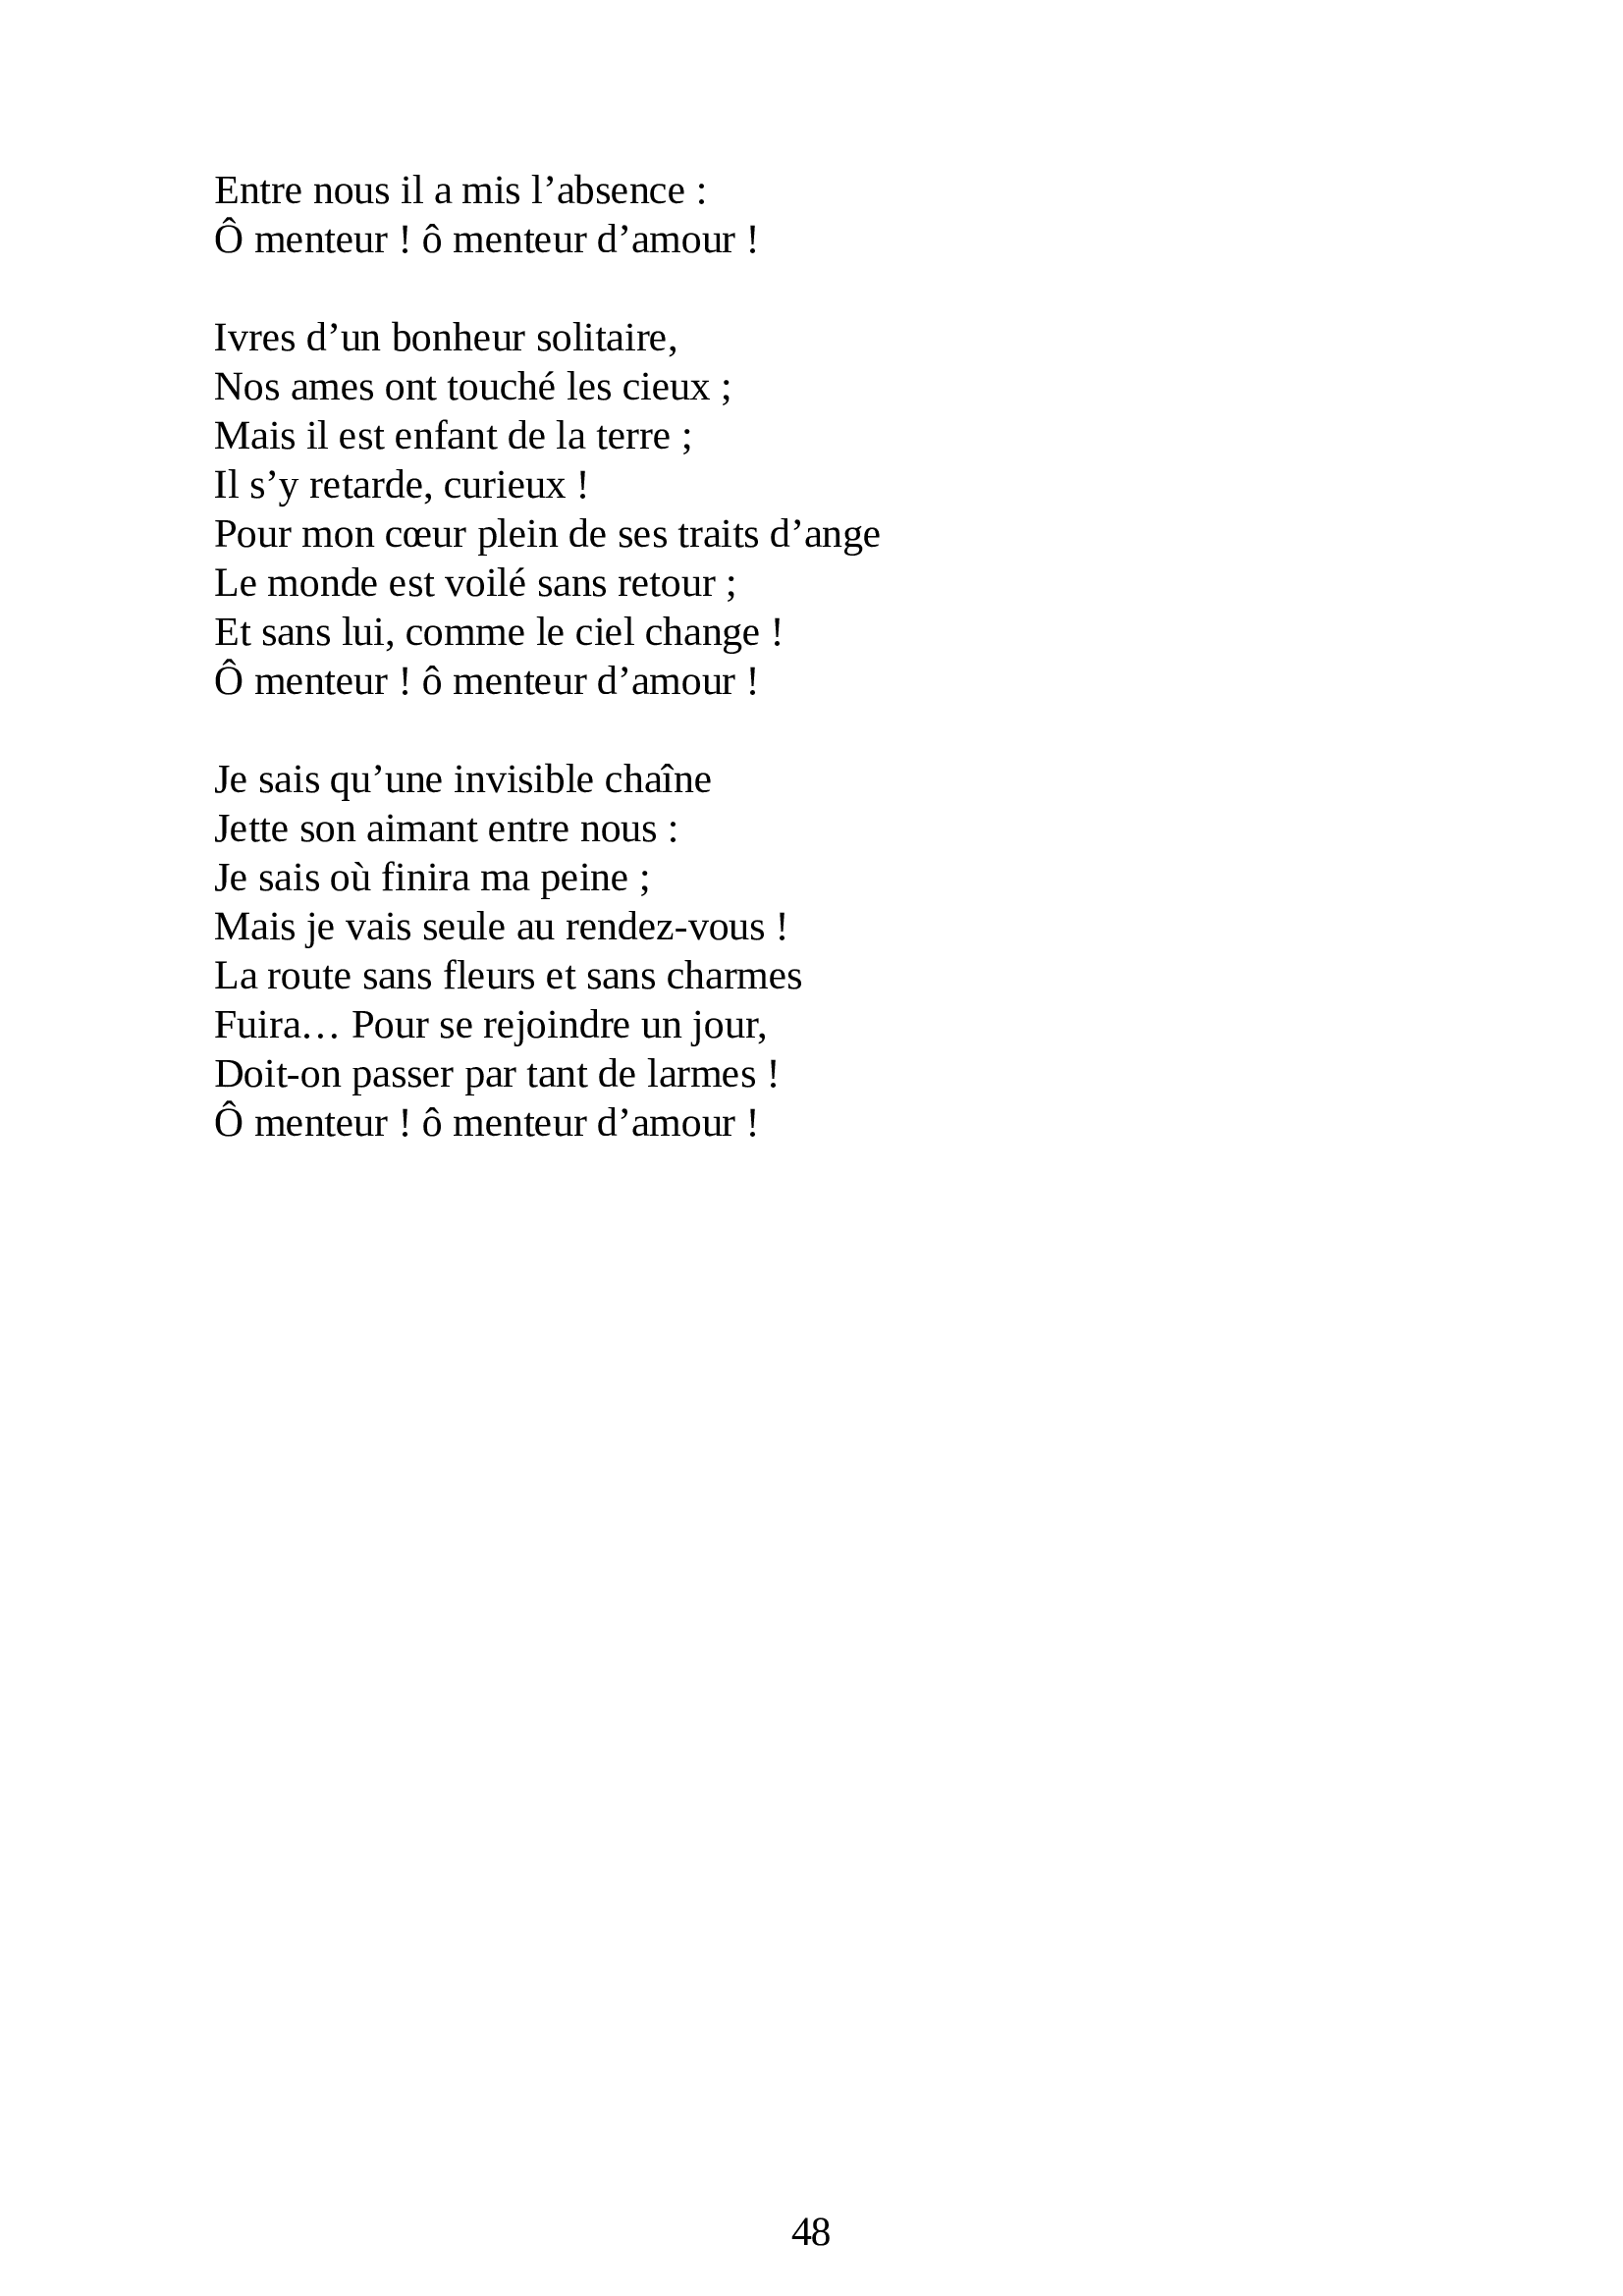 Entre nous il a mis l’absence :
Ô menteur ! ô menteur d’amour !

Ivres d’un bonheur solitaire,
Nos ames ont touché les cieux ;
Mais il est enfant de la terre ;
Il s’y retarde, curieux !
Pour mon cœur plein de ses traits d’ange
Le monde est voilé sans retour ;
Et sans lui, comme le ciel change !
Ô menteur ! ô menteur d’amour !

Je sais qu’une invisible chaîne
Jette son aimant entre nous :
Je sais où finira ma peine ;
Mais je vais seule au rendez-vous !
La route sans fleurs et sans charmes
Fuira… Pour se rejoindre un jour,
Doit-on passer par tant de larmes !
Ô menteur ! ô menteur d’amour !

48